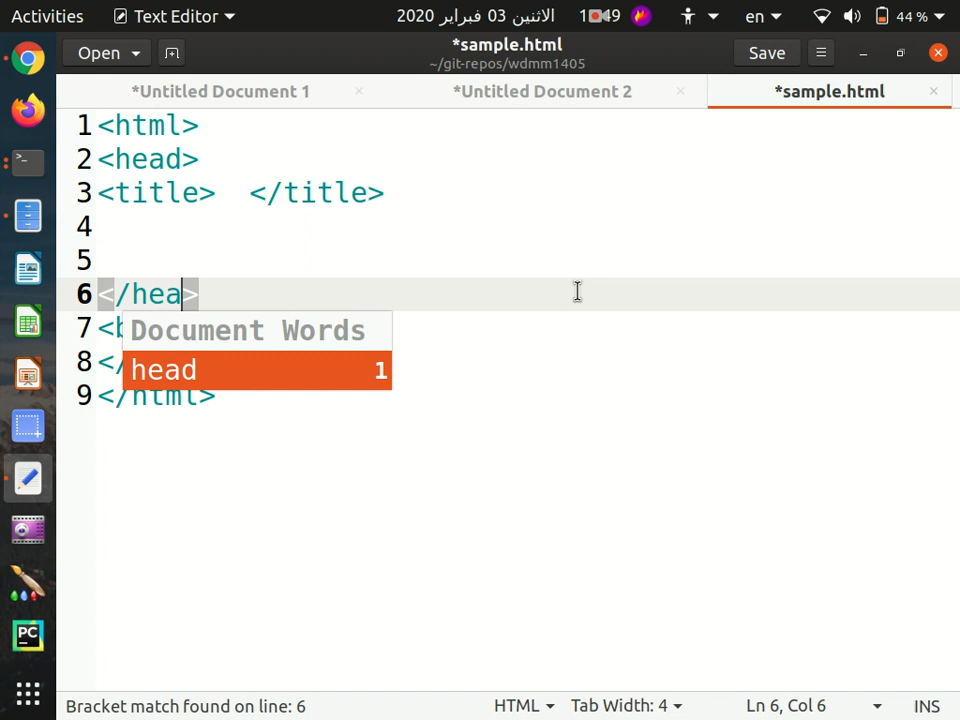 Activities Text Editor الاثنين 03 فبراير 2020 en 44 %
Open *sample.html Save
~/git-repos/wdmm1405
*Untitled Document 1 *Untitled Document 2 *sample.html
1 <html>
2 <head>
3 <title> </title>
4
5
6 </hea>
7 <b
Document Words
8 </
head 1
9 </html>
PC
Bracket match found on line: 6 HTML Tab Width: 4 Ln 6, Col 6 INS